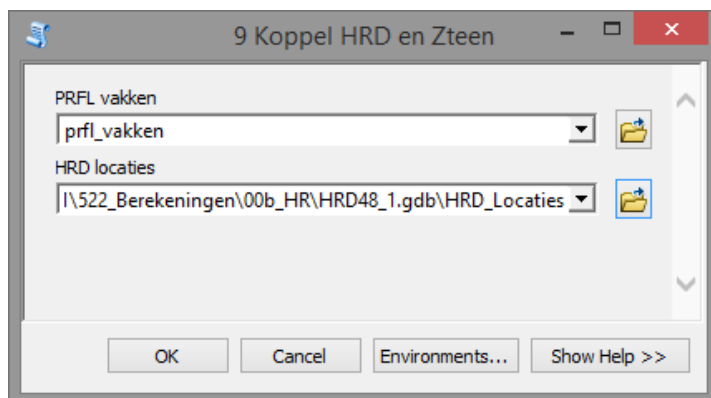 9 Koppel HRD en Zteen
PRFL vakken
prfl_vakken
HRD locaties
l\522_Berekeningen\00b_HR\HRD48_1.gdb\HRD_Locaties
OK Cancel Environments... Show Help >>